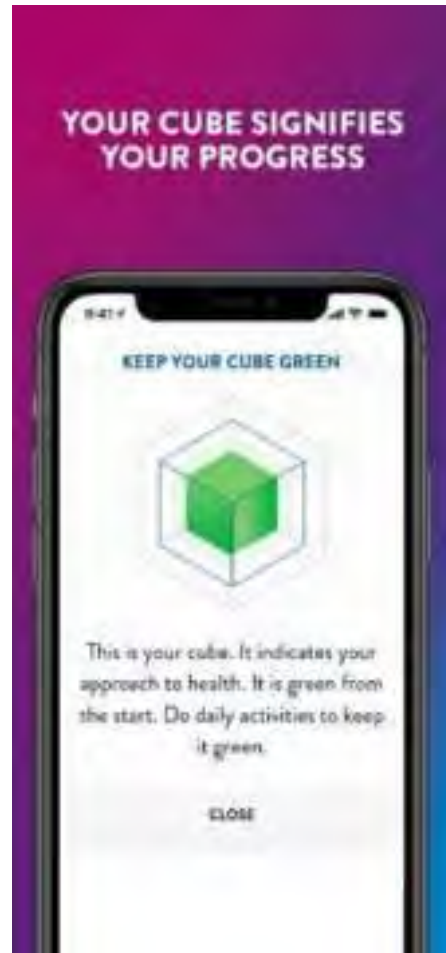 YOUR CUBE SIGNIFIES
YOUR PROGRESS
9:41
KEEP YOUR CUBE GREEN
This is your cube. It indicates your
approach to health. It is green from
the start. Do daily activities to keep
it green.
CLOSE